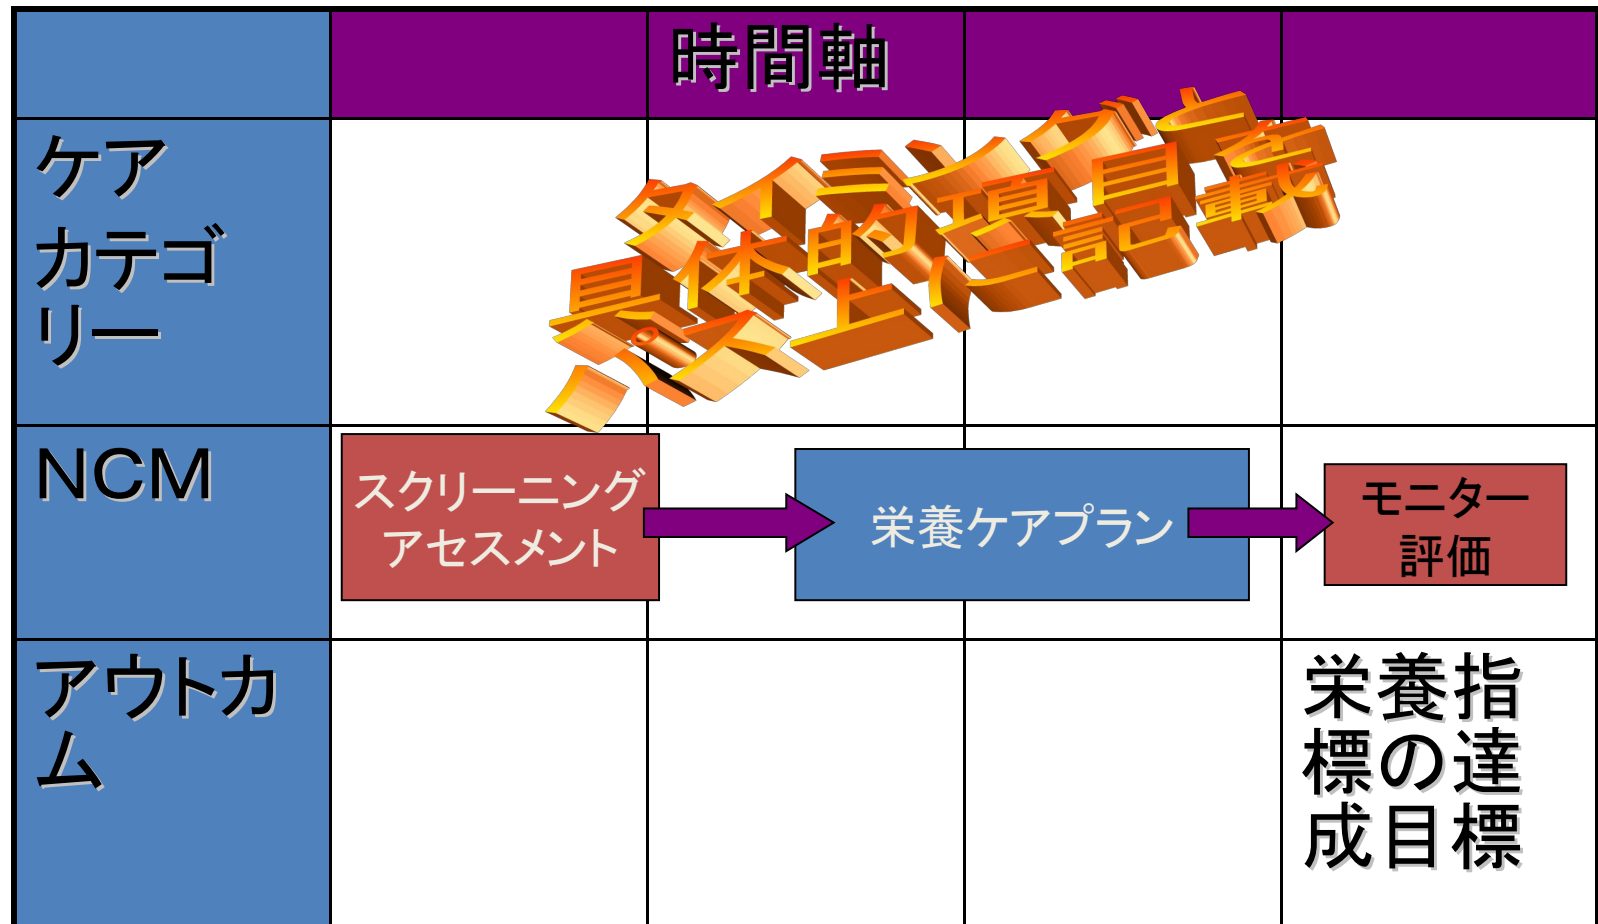 時間軸
ケア
カテゴ
リー
タイミングと
具体的項目を
パス上に記載
NCM
スクリーニング
アセスメント
栄養ケアプラン
モニター
評価
アウトカ
ム
栄養指
標の達
成目標